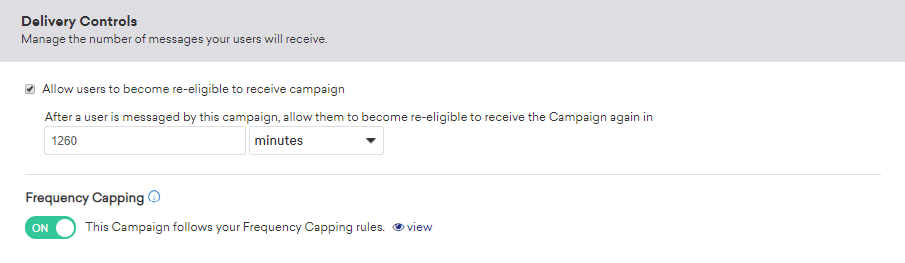 Delivery Controls
Manage the number of messages your users will receive.
Allow users to become re-eligible to receive campaign
After a user is messaged by this campaign, allow them to become re-eligible to receive the Campaign again in
1260 minutes
Frequency Capping
ON This Campaign follows your Frequency Capping rules. view